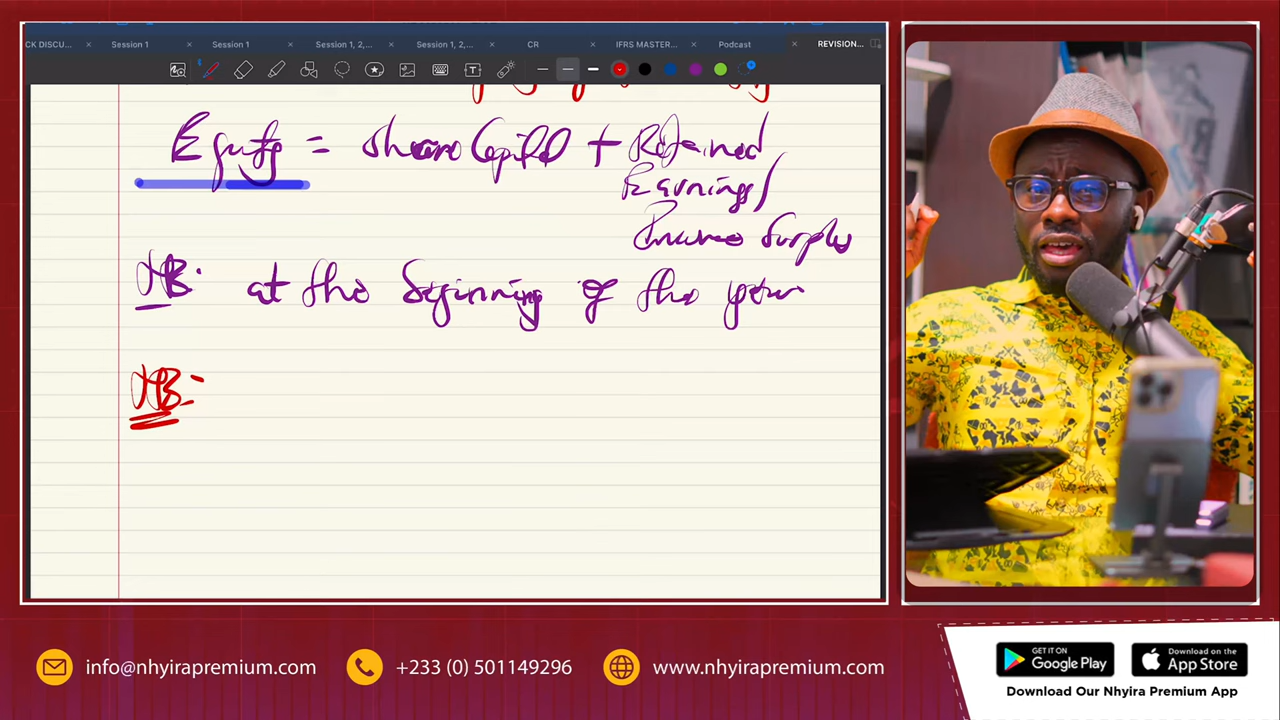 CK DISCU... Session 1 Session 1 Session 1, 2,... Session 1, 2,... CR IFRS MASTER... Podcast REVISION...
Equity = share Capital + Retained
Earnings/
Income Surplus
NB: at the beginning of the year
NB:
info@nhyirapremium.com +233 (0) 501149296 www.nhyirapremium.com
GET IT ON Google Play Download on the App Store
Download Our Nhyira Premium App